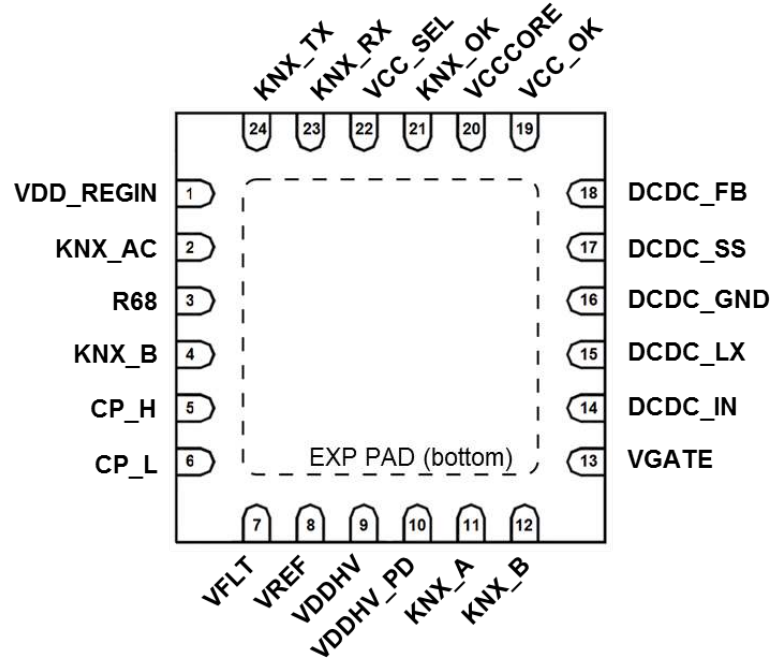 KNX_TX
KNX_RX
VCC_SEL
KNX_OK
VCCCORE
VCC_OK
24 23 22 21 20 19
VDD_REGIN 1
KNX_AC 2
R68 3
KNX_B 4
CP_H 5
CP_L 6
18 DCDC_FB
17 DCDC_SS
16 DCDC_GND
15 DCDC_LX
14 DCDC_IN
13 VGATE
EXP PAD (bottom)
7 8 9 10 11 12
VFLT
VREF
VDDHV
VDDHV_PD
KNX_A
KNX_B